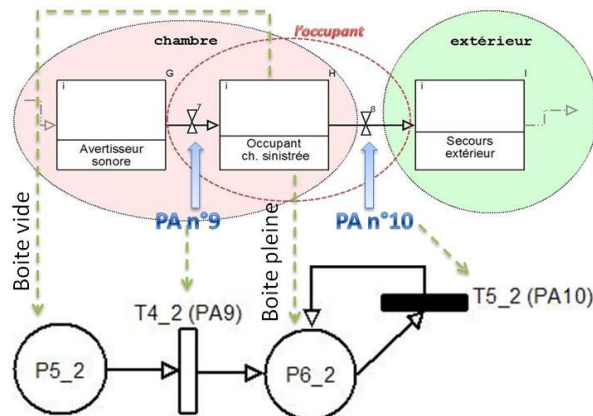 chambre
l'occupant
extérieur
G
H
I
i
i
i
7
8
Avertisseur
sonore
Occupant
ch. sinistrée
Secours
extérieur
PA n°9
PA n°10
Boite vide
Boite pleine
T4_2 (PA9)
T5_2 (PA10)
P5_2
P6_2